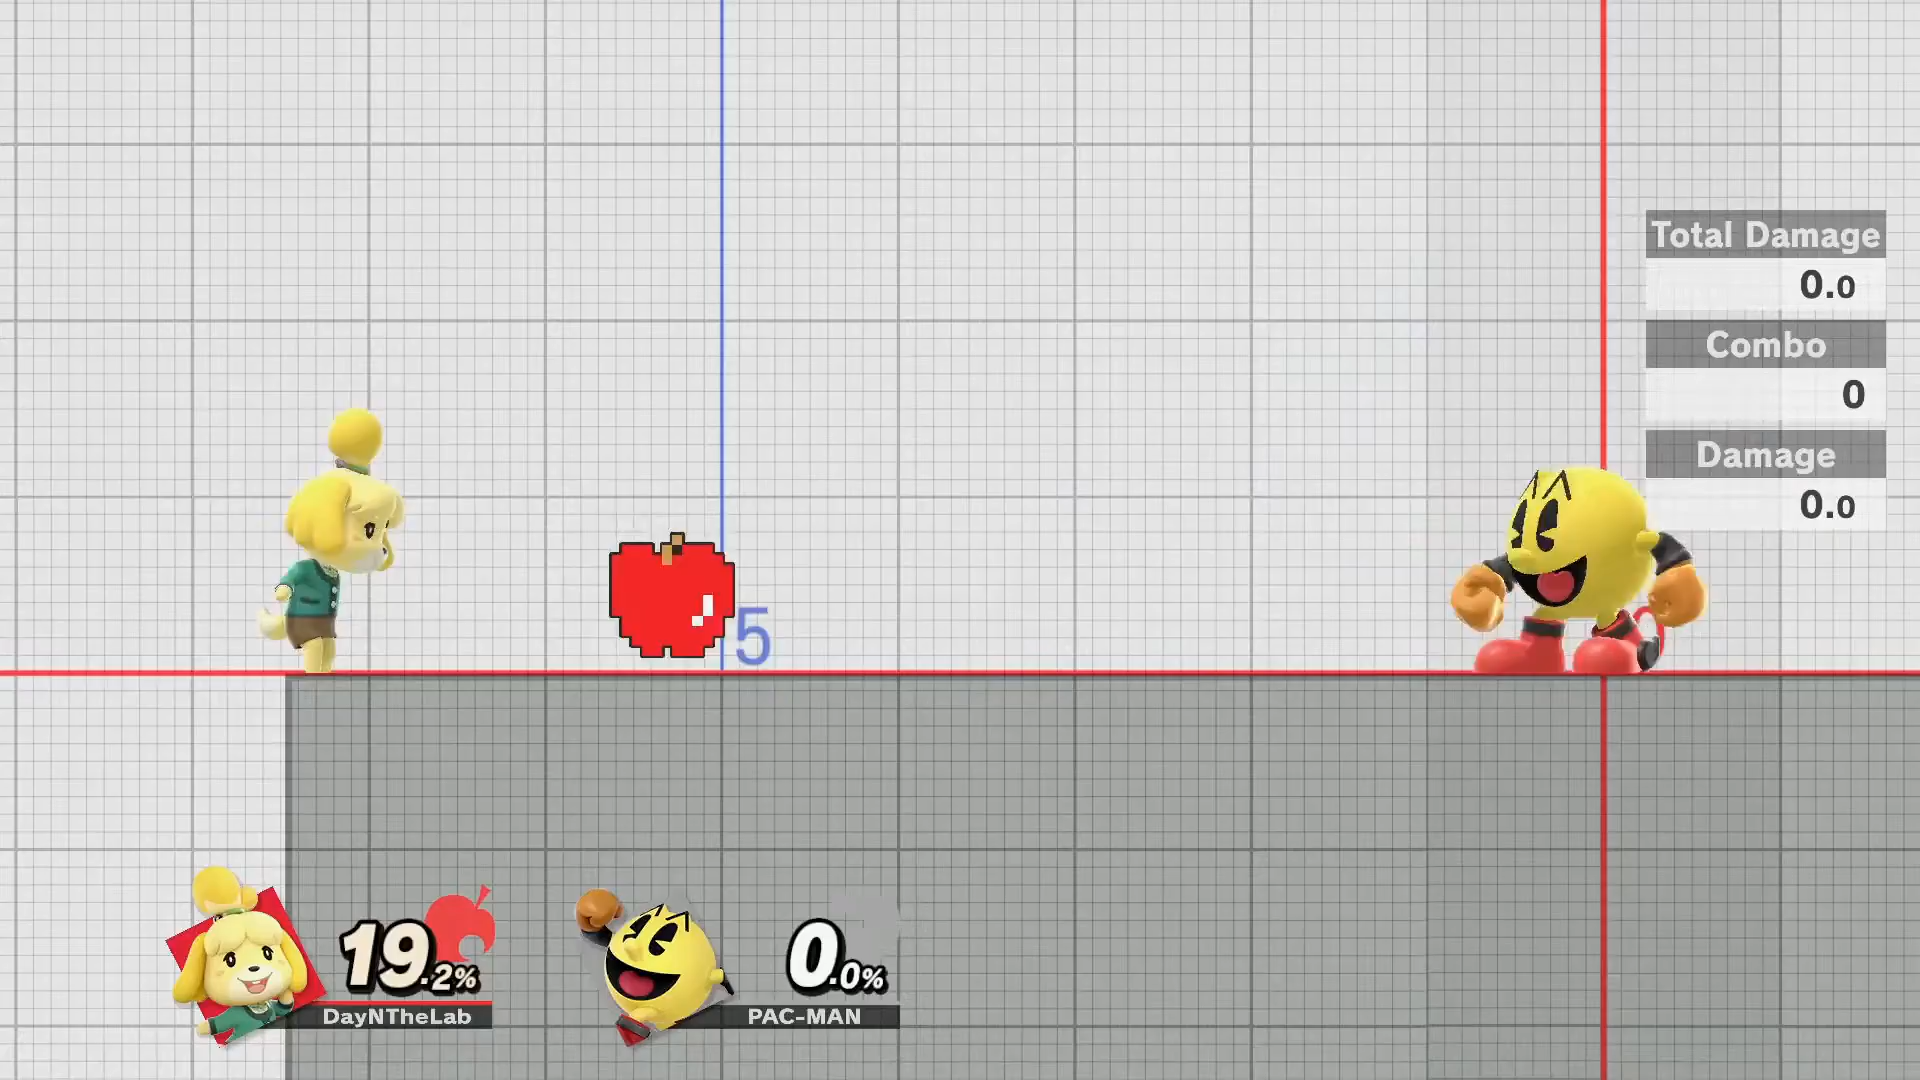 Total Damage
0.0
Combo
0
Damage
0.0
5
19.2%
DayNTheLab
0.0%
PAC-MAN